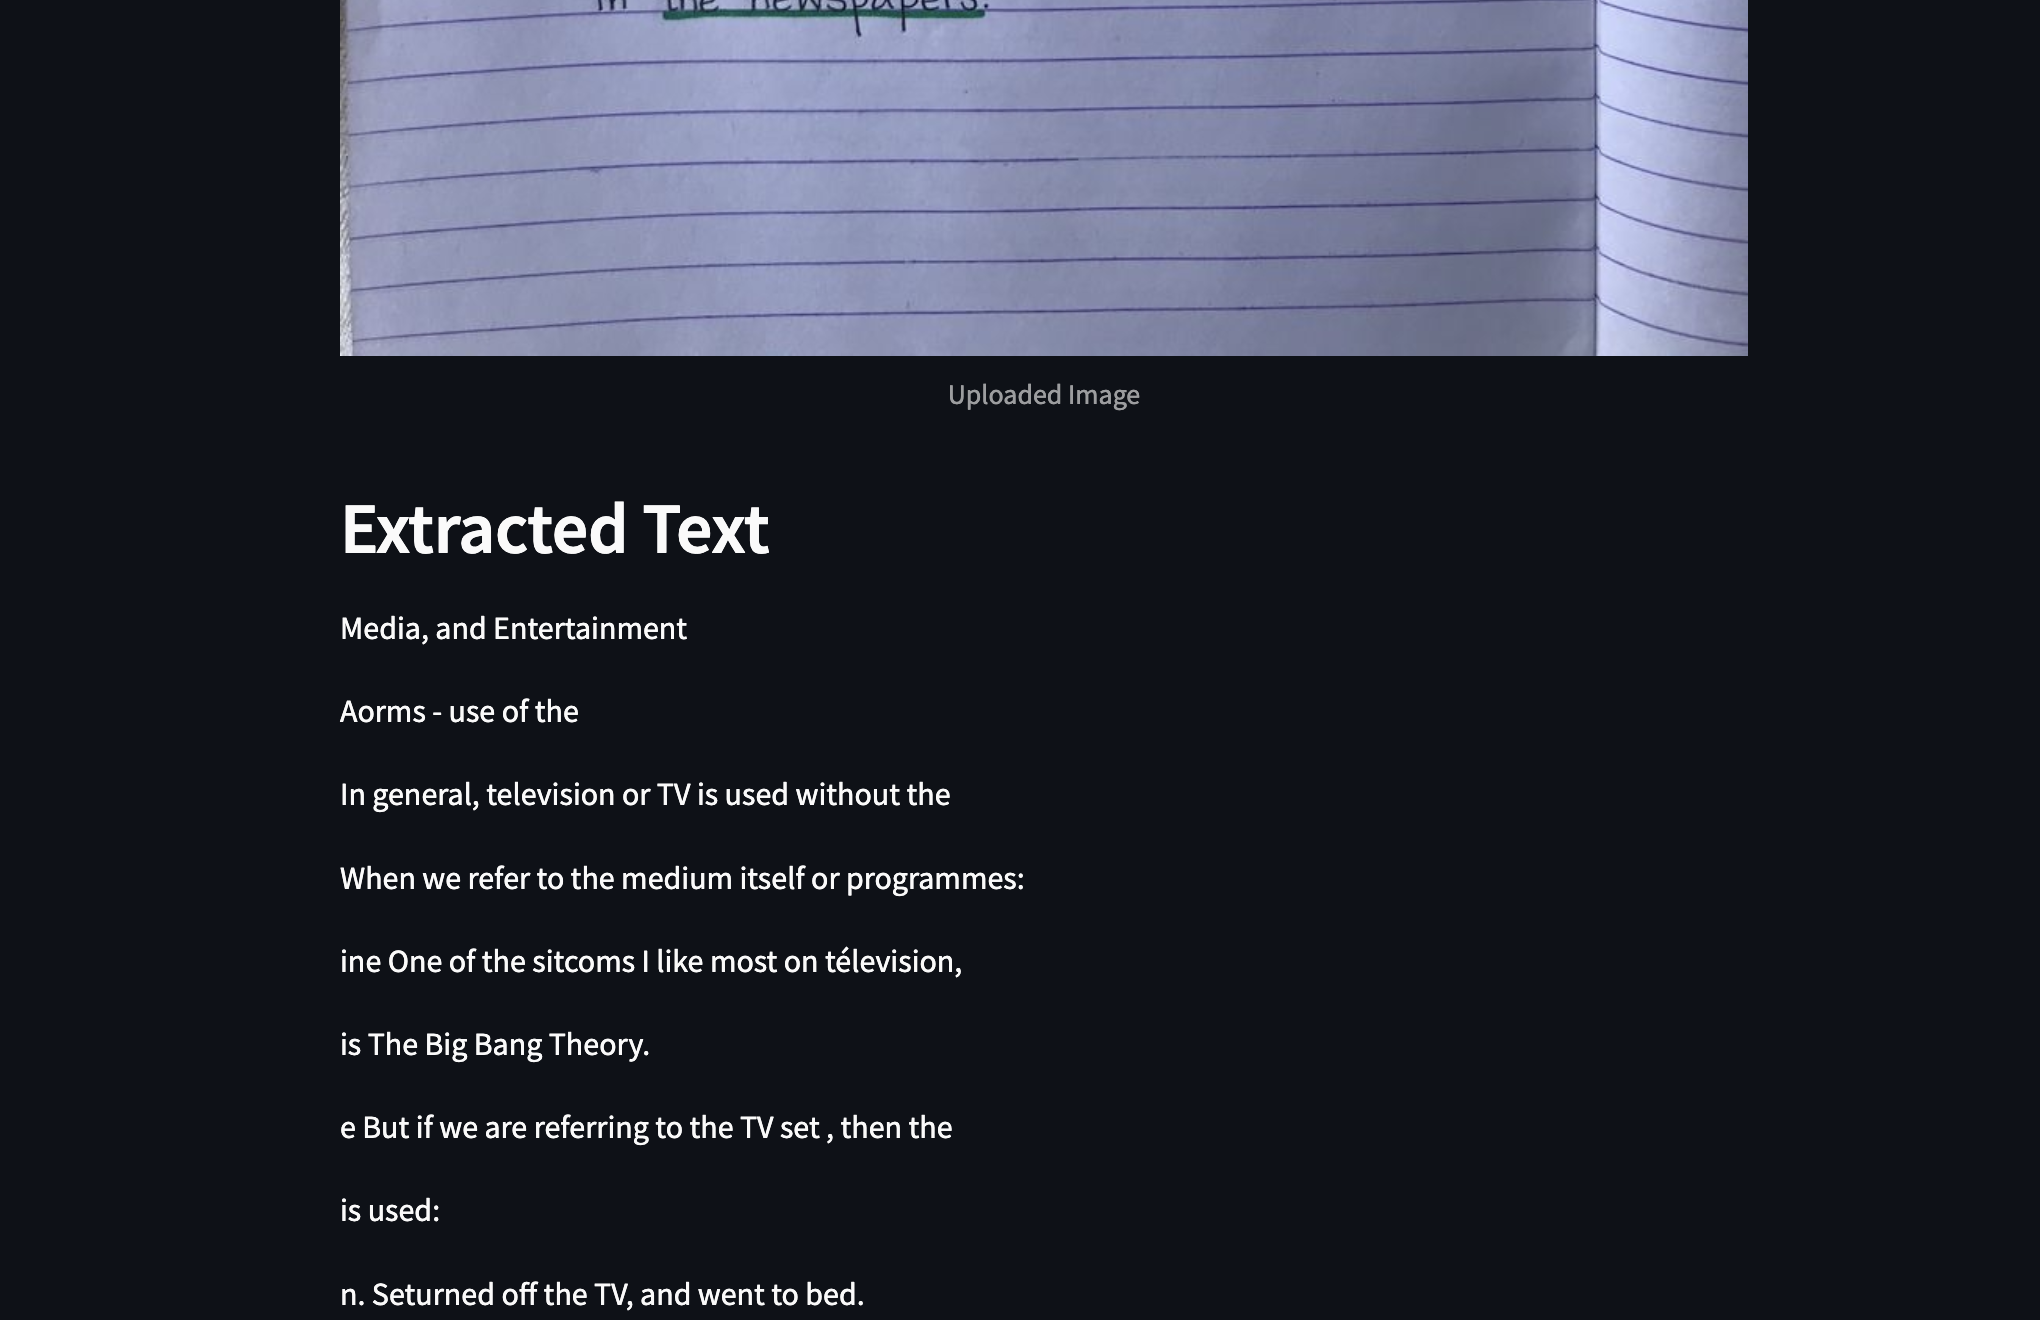 in the newspapers.
Uploaded Image
Extracted Text
Media, and Entertainment
Aorms - use of the
In general, television or TV is used without the
When we refer to the medium itself or programmes:
ine One of the sitcoms I like most on télevision,
is The Big Bang Theory.
e But if we are referring to the TV set , then the
is used:
n. Seturned off the TV, and went to bed.